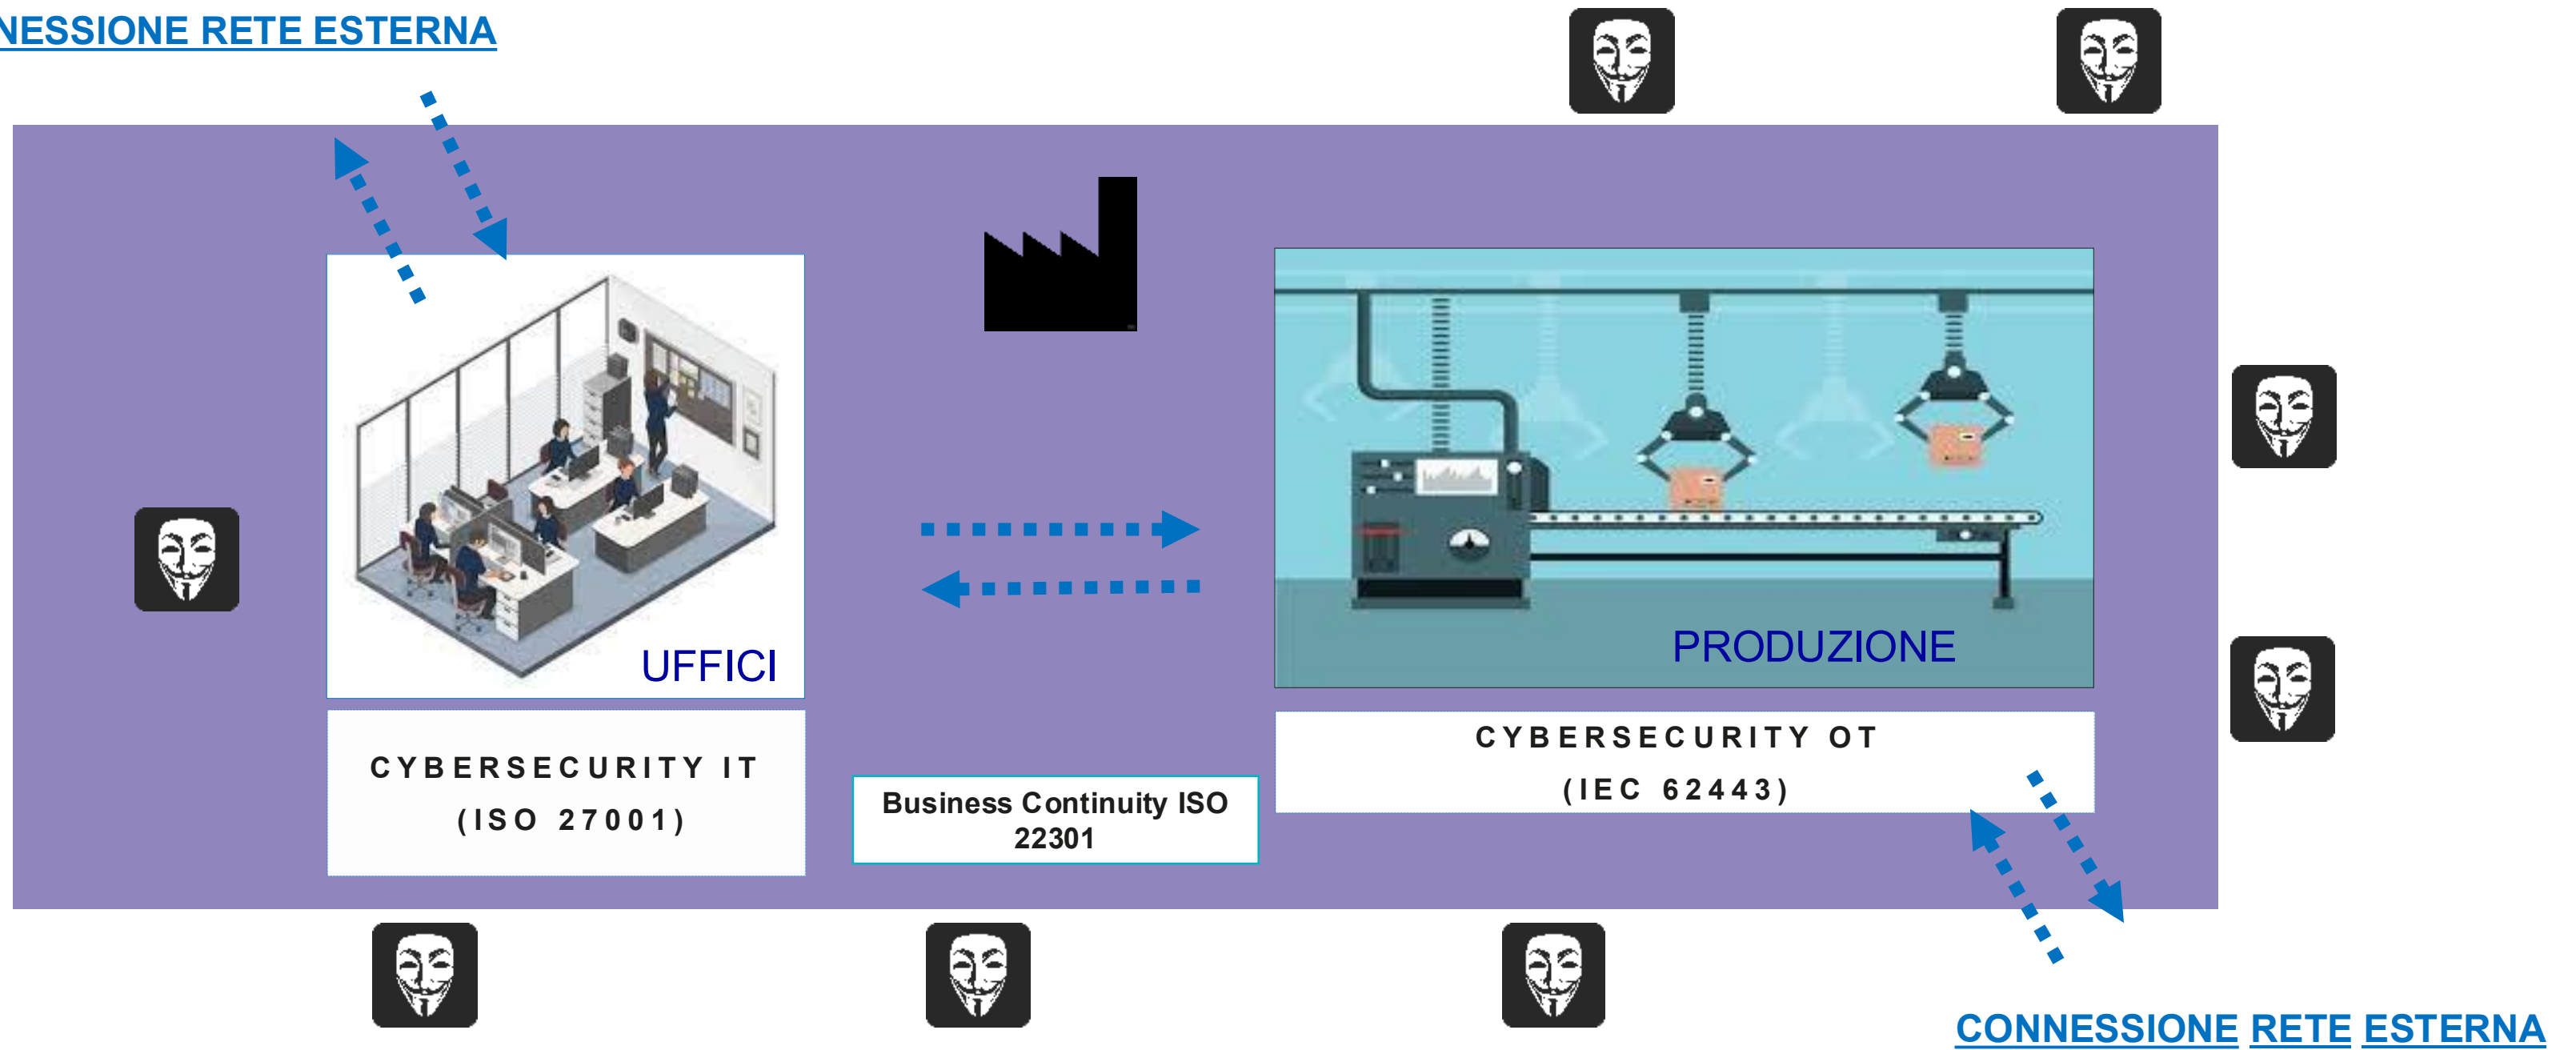 NESSIONE RETE ESTERNA
UFFICI
PRODUZIONE
CYBERSECURITY IT
(ISO 27001)
Business Continuity ISO
22301
CYBERSECURITY OT
(IEC 62443)
CONNESSIONE RETE ESTERNA